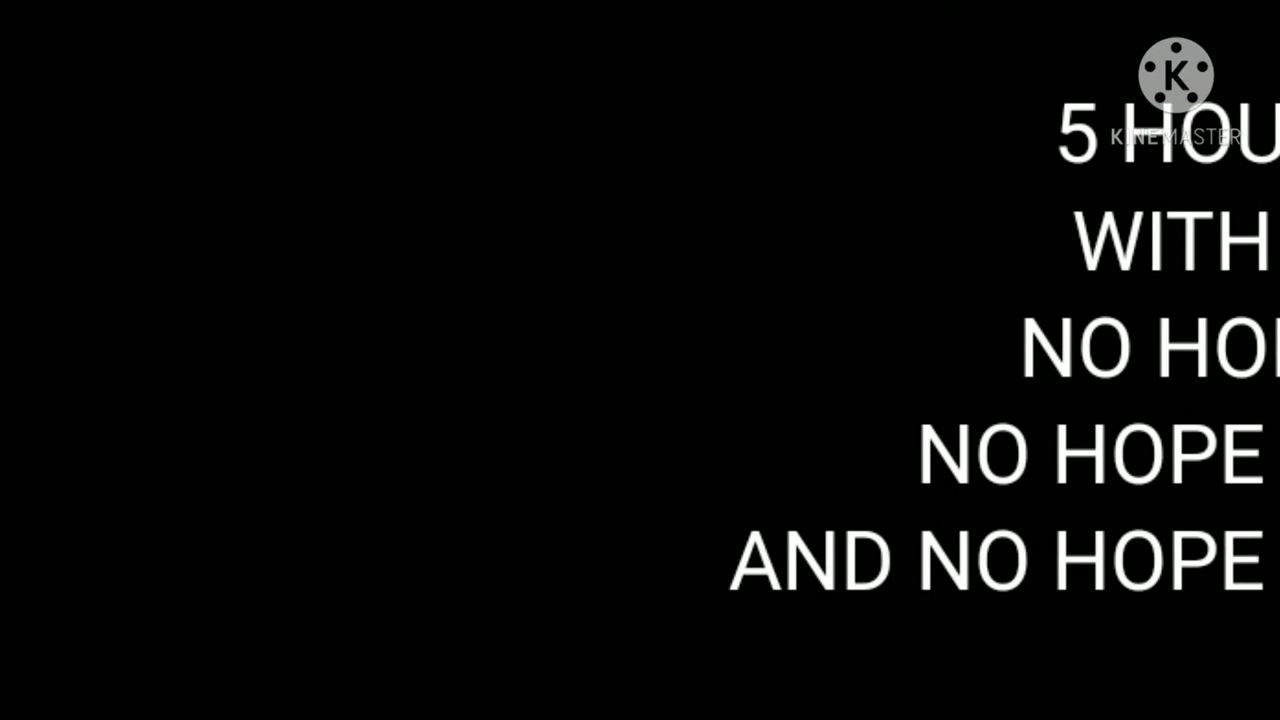 K
KINEMASTER
5 HOU
WITH
NO HO
NO HOPE
AND NO HOPE